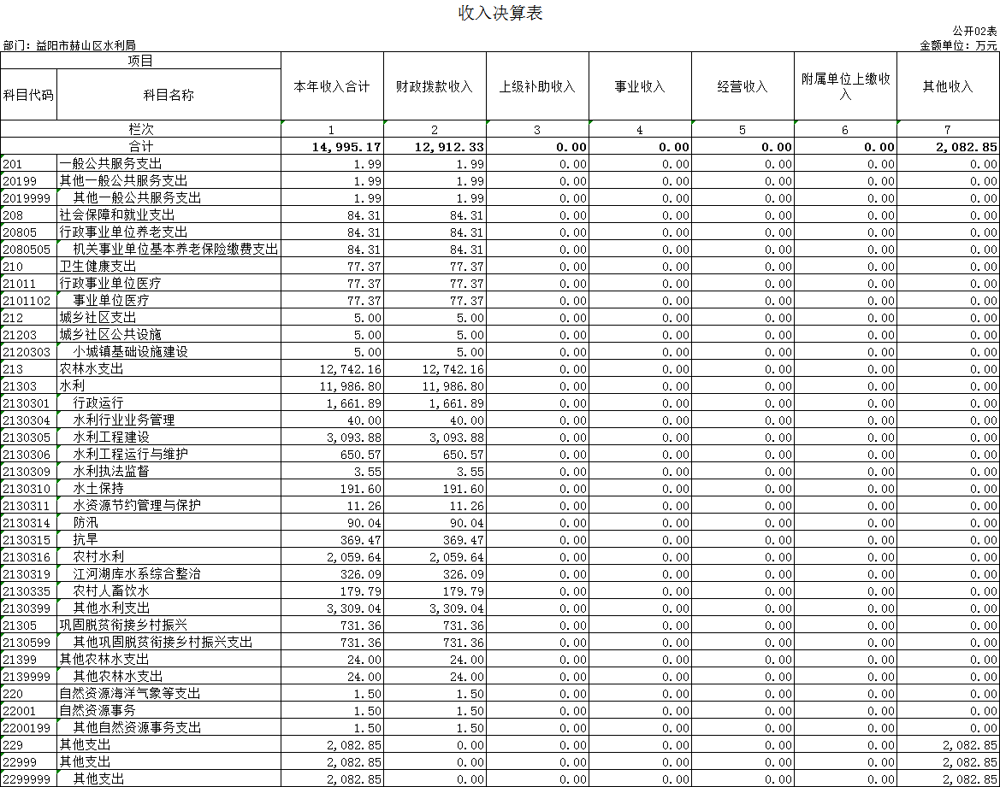 收入决算表
公开02表
部门：益阳市赫山区水利局 金额单位：万元
项目 本年收入合计 财政拨款收入 上级补助收入 事业收入 经营收入 附属单位上缴收入 其他收入
科目代码 科目名称
栏次 1 2 3 4 5 6 7
合计 14,995.17 12,912.33 0.00 0.00 0.00 0.00 2,082.85
201 一般公共服务支出 1.99 1.99 0.00 0.00 0.00 0.00 0.00
20199 其他一般公共服务支出 1.99 1.99 0.00 0.00 0.00 0.00 0.00
2019999 其他一般公共服务支出 1.99 1.99 0.00 0.00 0.00 0.00 0.00
208 社会保障和就业支出 84.31 84.31 0.00 0.00 0.00 0.00 0.00
20805 行政事业单位养老支出 84.31 84.31 0.00 0.00 0.00 0.00 0.00
2080505 机关事业单位基本养老保险缴费支出 84.31 84.31 0.00 0.00 0.00 0.00 0.00
210 卫生健康支出 77.37 77.37 0.00 0.00 0.00 0.00 0.00
21011 行政事业单位医疗 77.37 77.37 0.00 0.00 0.00 0.00 0.00
2101102 事业单位医疗 77.37 77.37 0.00 0.00 0.00 0.00 0.00
212 城乡社区支出 5.00 5.00 0.00 0.00 0.00 0.00 0.00
21203 城乡社区公共设施 5.00 5.00 0.00 0.00 0.00 0.00 0.00
2120303 小城镇基础设施建设 5.00 5.00 0.00 0.00 0.00 0.00 0.00
213 农林水支出 12,742.16 12,742.16 0.00 0.00 0.00 0.00 0.00
21303 水利 11,986.80 11,986.80 0.00 0.00 0.00 0.00 0.00
2130301 行政运行 1,661.89 1,661.89 0.00 0.00 0.00 0.00 0.00
2130304 水利行业业务管理 40.00 40.00 0.00 0.00 0.00 0.00 0.00
2130305 水利工程建设 3,093.88 3,093.88 0.00 0.00 0.00 0.00 0.00
2130306 水利工程运行与维护 650.57 650.57 0.00 0.00 0.00 0.00 0.00
2130309 水利执法监督 3.55 3.55 0.00 0.00 0.00 0.00 0.00
2130310 水土保持 191.60 191.60 0.00 0.00 0.00 0.00 0.00
2130311 水资源节约管理与保护 11.26 11.26 0.00 0.00 0.00 0.00 0.00
2130314 防汛 90.04 90.04 0.00 0.00 0.00 0.00 0.00
2130315 抗旱 369.47 369.47 0.00 0.00 0.00 0.00 0.00
2130316 农村水利 2,059.64 2,059.64 0.00 0.00 0.00 0.00 0.00
2130319 江河湖库水系综合整治 326.09 326.09 0.00 0.00 0.00 0.00 0.00
2130335 农村人畜饮水 179.79 179.79 0.00 0.00 0.00 0.00 0.00
2130399 其他水利支出 3,309.04 3,309.04 0.00 0.00 0.00 0.00 0.00
21305 巩固脱贫衔接乡村振兴 731.36 731.36 0.00 0.00 0.00 0.00 0.00
2130599 其他巩固脱贫衔接乡村振兴支出 731.36 731.36 0.00 0.00 0.00 0.00 0.00
21399 其他农林水支出 24.00 24.00 0.00 0.00 0.00 0.00 0.00
2139999 其他农林水支出 24.00 24.00 0.00 0.00 0.00 0.00 0.00
220 自然资源海洋气象等支出 1.50 1.50 0.00 0.00 0.00 0.00 0.00
22001 自然资源事务 1.50 1.50 0.00 0.00 0.00 0.00 0.00
2200199 其他自然资源事务支出 1.50 1.50 0.00 0.00 0.00 0.00 0.00
229 其他支出 2,082.85 0.00 0.00 0.00 0.00 0.00 2,082.85
22999 其他支出 2,082.85 0.00 0.00 0.00 0.00 0.00 2,082.85
2299999 其他支出 2,082.85 0.00 0.00 0.00 0.00 0.00 2,082.85